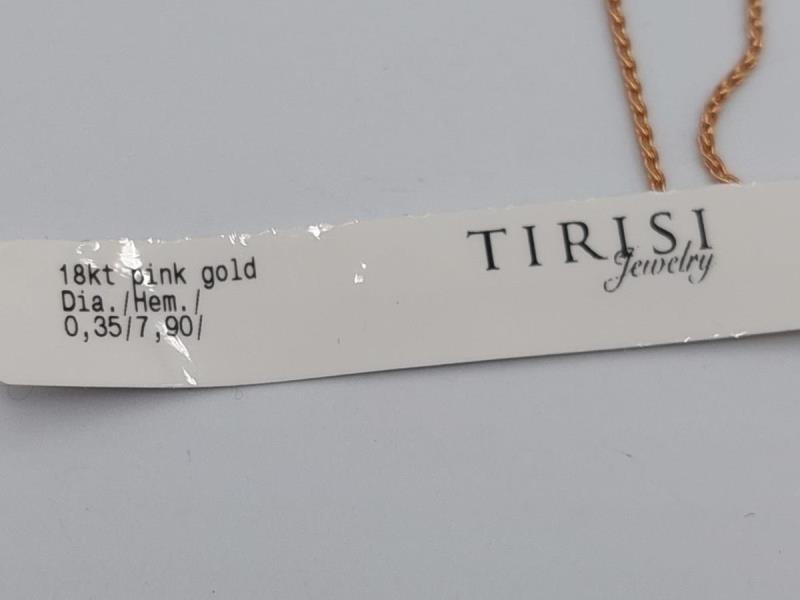 18kt pink gold
Dia./Hem./
0,35/7,90/
TIRISI
Jewelry